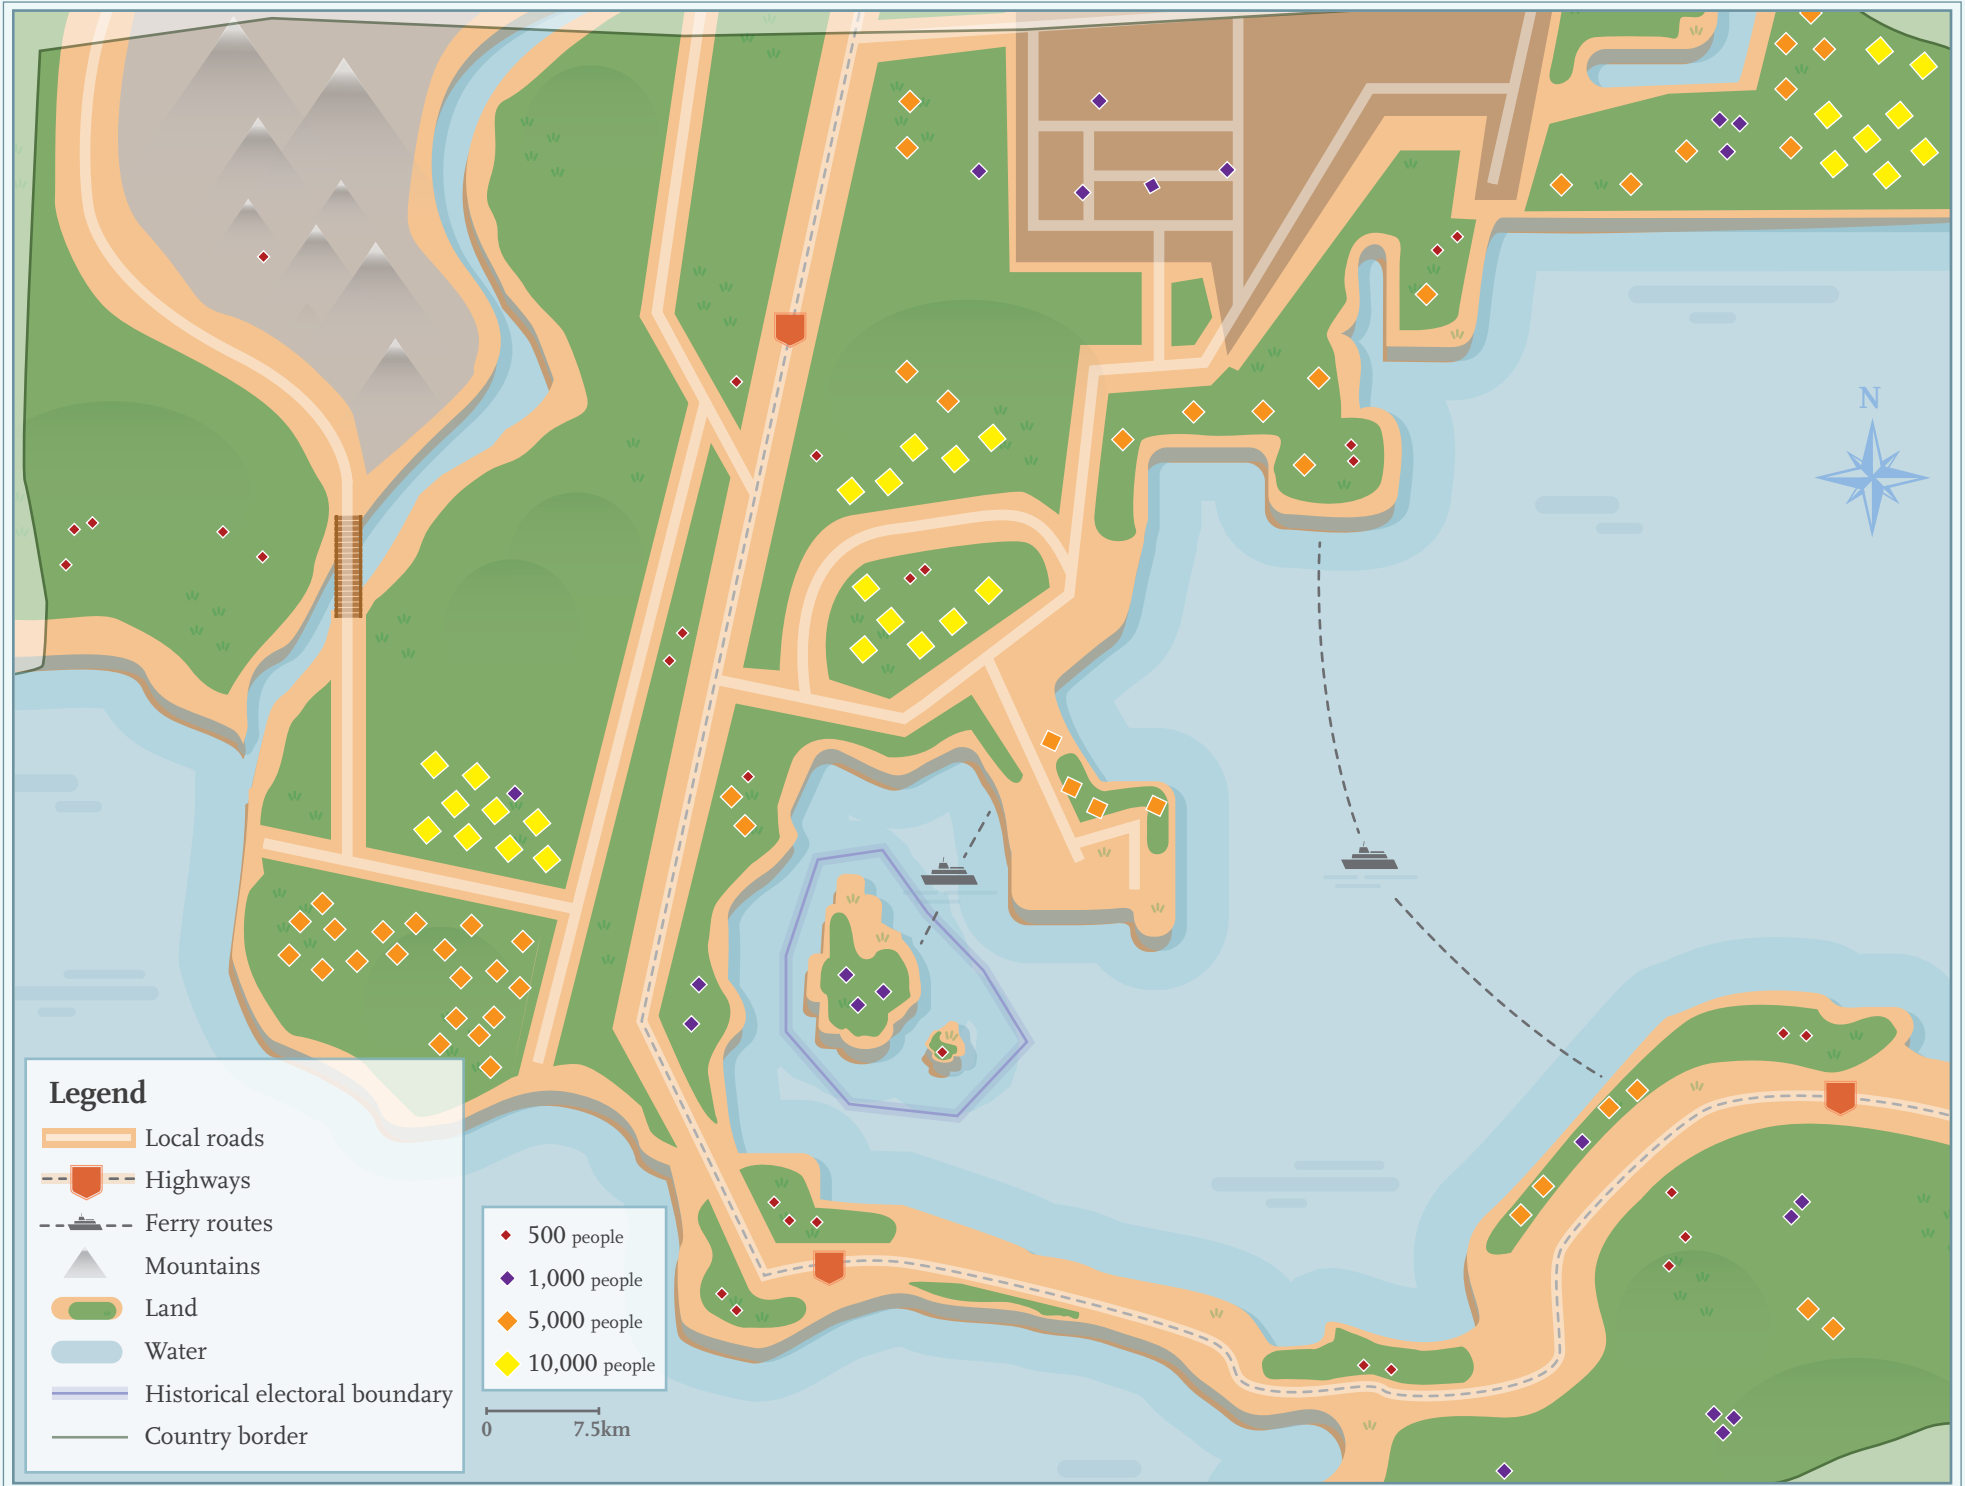 N
Legend
Local roads
Highways
Ferry routes
Mountains
Land
Water
Historical electoral boundary
Country border
500 people
1,000 people
5,000 people
10,000 people
0 7.5km